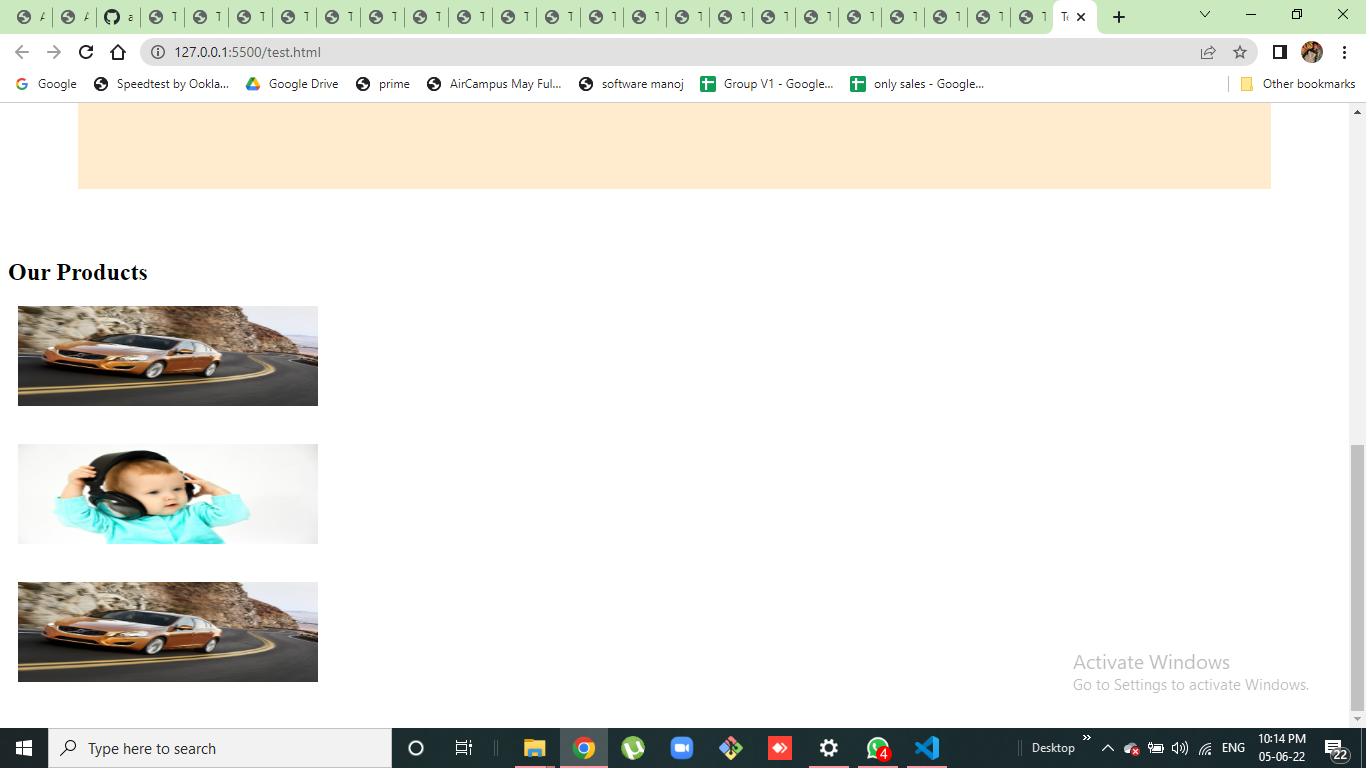 127.0.0.1:5500/test.html
Google
Speedtest by Ookla...
Google Drive
prime
AirCampus May Ful...
software manoj
Group V1 - Google...
only sales - Google...
Other bookmarks
Our Products
Activate Windows
Go to Settings to activate Windows.
Type here to search
4
Desktop
ENG
10:14 PM
05-06-22
22